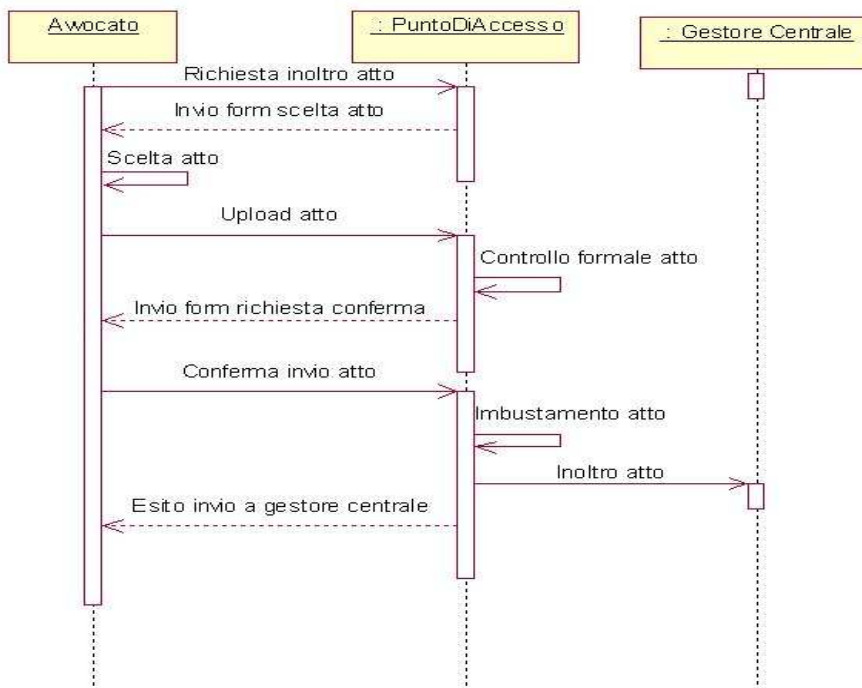 Avvocato
: PuntoDiAccesso
: Gestore Centrale
Richiesta inoltro atto
Invio form scelta atto
Scelta atto
Upload atto
Controllo formale atto
Invio form richiesta conferma
Conferma invio atto
Imbustamento atto
Inoltro atto
Esito invio a gestore centrale